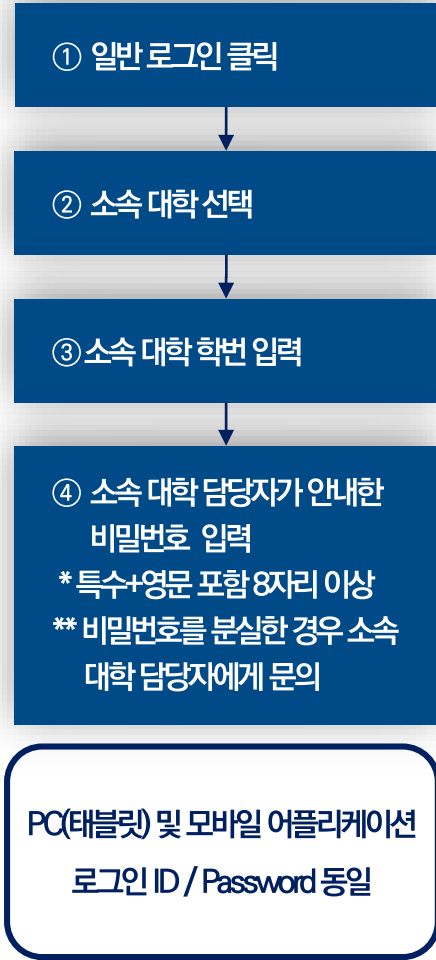 ① 일반 로그인 클릭
② 소속 대학 선택
③ 소속 대학 학번 입력
④ 소속 대학 담당자가 안내한
비밀번호 입력
* 특수+영문 포함 8자리 이상
** 비밀번호를 분실한 경우 소속
대학 담당자에게 문의
PC(태블릿) 및 모바일 어플리케이션
로그인 ID / Password 동일